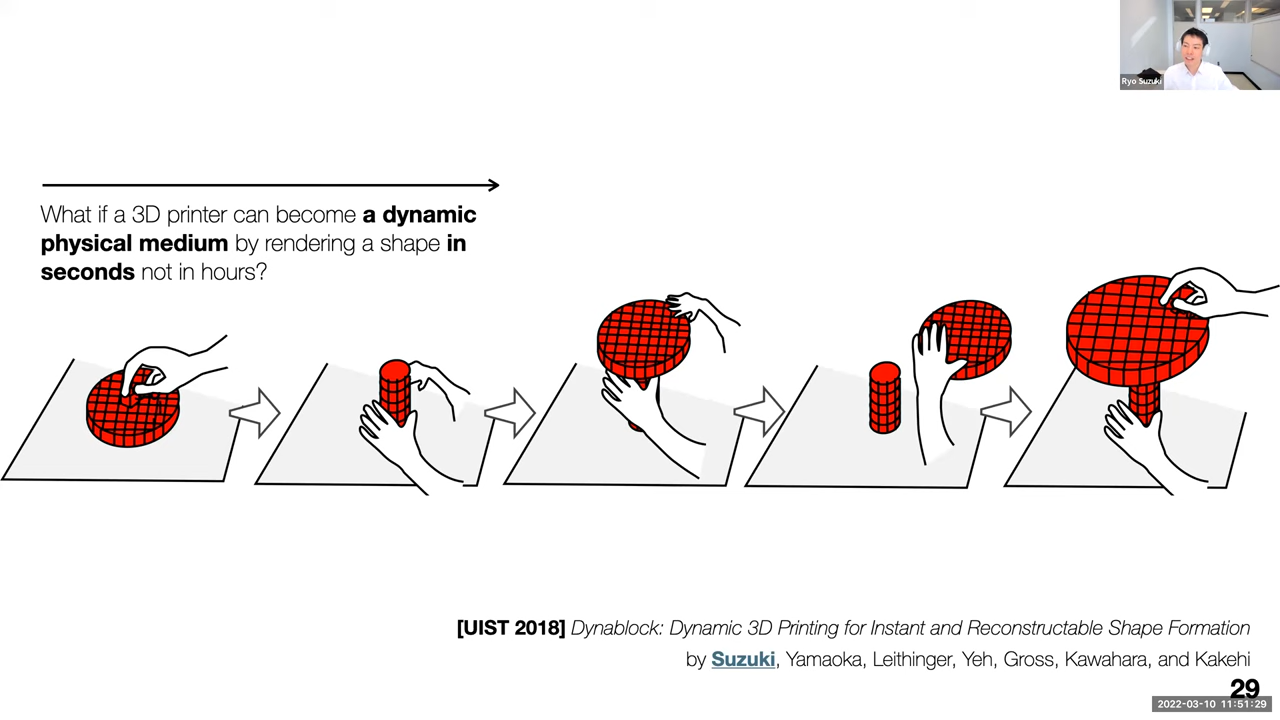 Ryo Suzuki
What if a 3D printer can become a dynamic
physical medium by rendering a shape in
seconds not in hours?
[UIST 2018] Dynablock: Dynamic 3D Printing for Instant and Reconstructable Shape Formation
by Suzuki, Yamaoka, Leithinger, Yeh, Gross, Kawahara, and Kakehi
29
2022-03-10 11:51:29